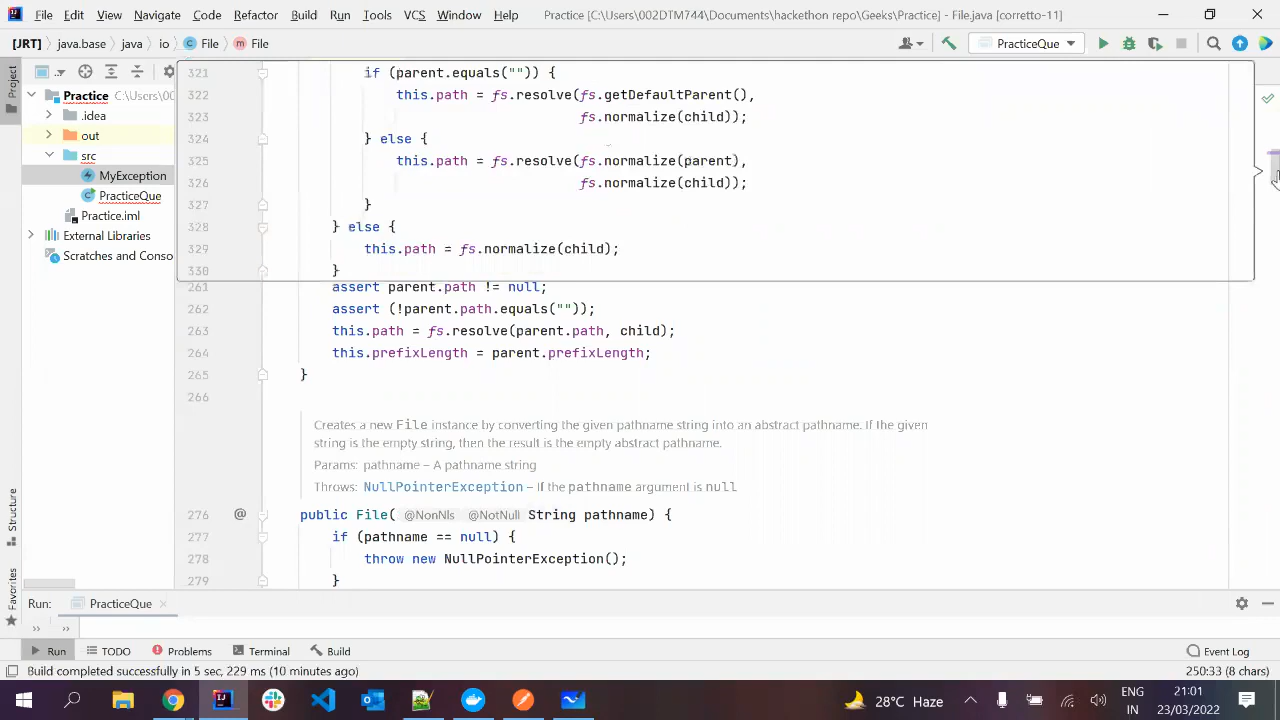 File Edit View Navigate Code Refactor Build Run Tools VCS Window Help Practice [C:\Users\002DTM744\Documents\hackethon repo\Geeks\Practice] - File.java (corretto-11)
[JRT] java.base java io File File PracticeQue
Project
Practice C:\Users\00
.idea
out
src
MyException
PracticeQue
Practice.iml
External Libraries
Scratches and Conso
321 if (parent.equals("")) {
322 this.path = fs.resolve(fs.getDefaultParent(),
323 fs.normalize(child));
324 } else {
325 this.path = fs.resolve(fs.normalize(parent),
326 fs.normalize(child));
327 }
328 } else {
329 this.path = fs.normalize(child);
330 }
261 assert parent.path != null;
262 assert (!parent.path.equals(""));
263 this.path = fs.resolve(parent.path, child);
264 this.prefixLength = parent.prefixLength;
265 }
266
Creates a new File instance by converting the given pathname string into an abstract pathname. If the given
string is the empty string, then the result is the empty abstract pathname.
Params: pathname – A pathname string
Throws: NullPointerException – If the pathname argument is null
276 @ public File( @NonNls @NotNull String pathname) {
277 if (pathname == null) {
278 throw new NullPointerException();
279 }
Structure
Favorites
Run: PracticeQue
» »
Run TODO Problems Terminal Build Event Log
Build completed successfully in 5 sec, 229 ms (10 minutes ago) 250:33 (8 chars)
28°C Haze
ENG
IN
21:01
23/03/2022